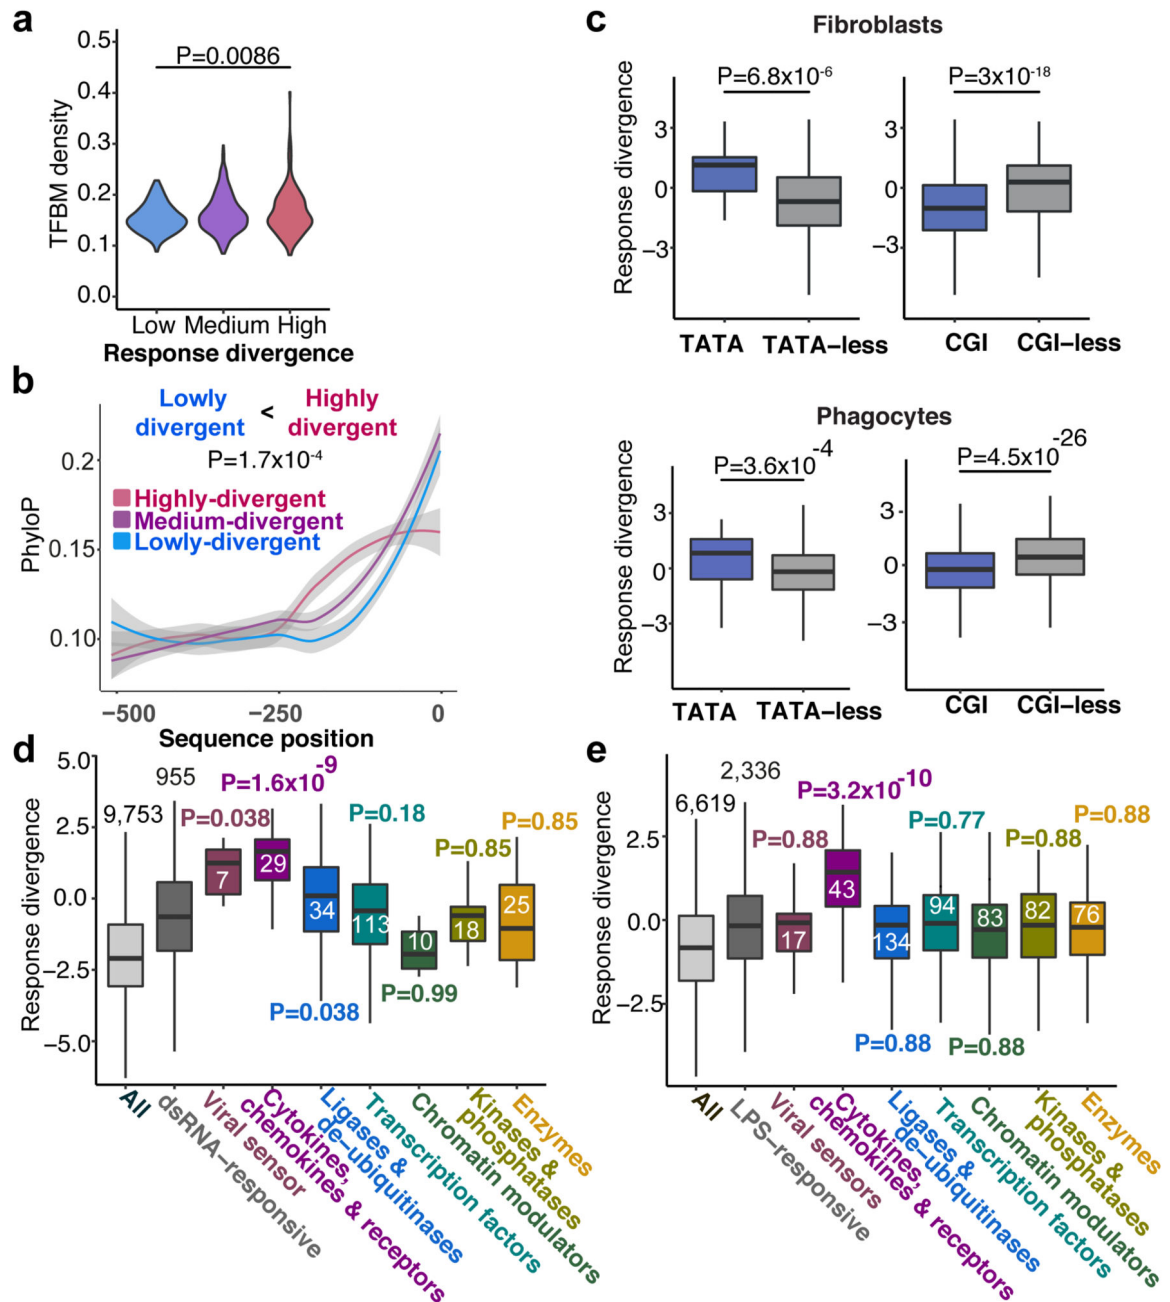 a
0.5
0.4
0.3
0.2
0.1
0.0
TFBM density
P=0.0086
Low Medium High
Response divergence
b
Lowly divergent < Highly divergent
P=1.7x10-4
Highly-divergent
Medium-divergent
Lowly-divergent
0.2
0.15
0.10
PhyloP
−500 −250 0
Sequence position
c
Fibroblasts
Response divergence
3
0
−3
P=6.8x10-6
TATA TATA−less
3
0
−3
P=3x10-18
CGI CGI−less
Phagocytes
Response divergence
3
0
−3
P=3.6x10-4
TATA TATA−less
3
0
−3
P=4.5x10-26
CGI CGI−less
d
5.0
2.5
0.0
−2.5
−5.0
Response divergence
9,753
955
P=0.038
P=1.6x10-9
P=0.18
P=0.85
P=0.85
7
29
34
113
10
18
25
P=0.038
P=0.99
All
dsRNA−responsive
Viral sensor
Cytokines,
chemokines & receptors
Ligases &
de−ubiquitinases
Transcription factors
Chromatin modulators
Kinases &
phosphatases
Enzymes
e
2.5
0.0
−2.5
Response divergence
6,619
2,336
P=0.88
P=3.2x10-10
P=0.77
P=0.88
P=0.88
17
43
134
94
83
82
76
P=0.88
P=0.88
All
LPS−responsive
Viral sensors
Cytokines,
chemokines & receptors
Ligases &
de−ubiquitinases
Transcription factors
Chromatin modulators
Kinases &
phosphatases
Enzymes